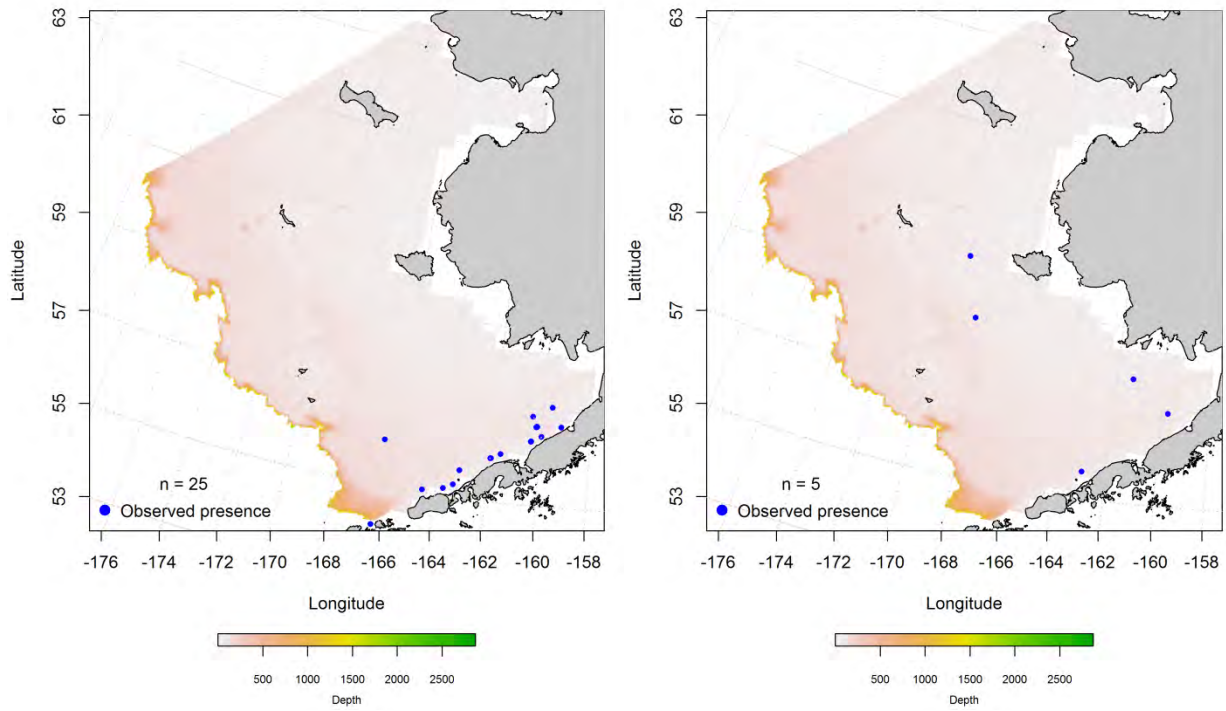 63
61
59
57
55
53
Latitude
n = 25
Observed presence
-176 -174 -172 -170 -168 -166 -164 -162 -160 -158
Longitude
500 1000 1500 2000 2500
Depth
63
61
59
57
55
53
Latitude
n = 5
Observed presence
-176 -174 -172 -170 -168 -166 -164 -162 -160 -158
Longitude
500 1000 1500 2000 2500
Depth